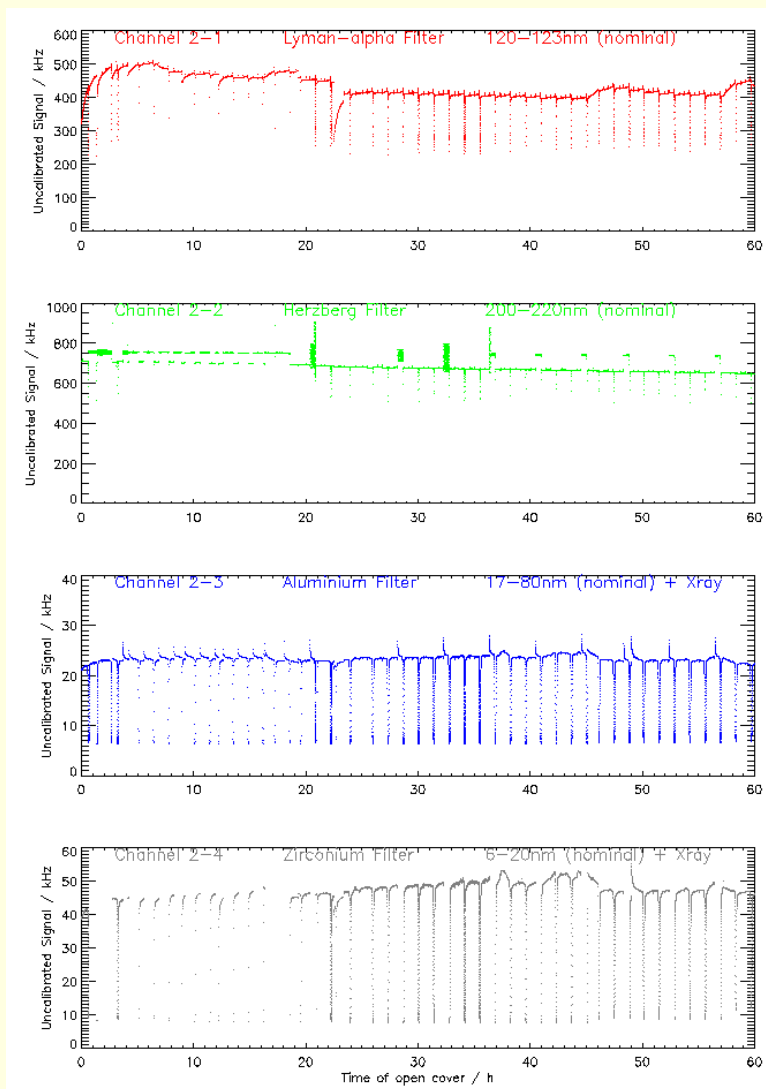 Channel 2-1 Lyman-alpha Filter 120-123nm (nominal)
Uncalibrated Signal / kHz
600
500
400
300
200
100
0
0 10 20 30 40 50 60
Channel 2-2 Herzberg Filter 200-220nm (nominal)
Uncalibrated Signal / kHz
1000
800
600
400
200
0
0 10 20 30 40 50 60
Channel 2-3 Aluminium Filter 17-80nm (nominal) + Xray
Uncalibrated Signal / kHz
40
30
20
10
0
0 10 20 30 40 50 60
Channel 2-4 Zirconium Filter 6-20nm (nominal) + Xray
Uncalibrated Signal / kHz
60
50
40
30
20
10
0
0 10 20 30 40 50 60
Time of open cover / h